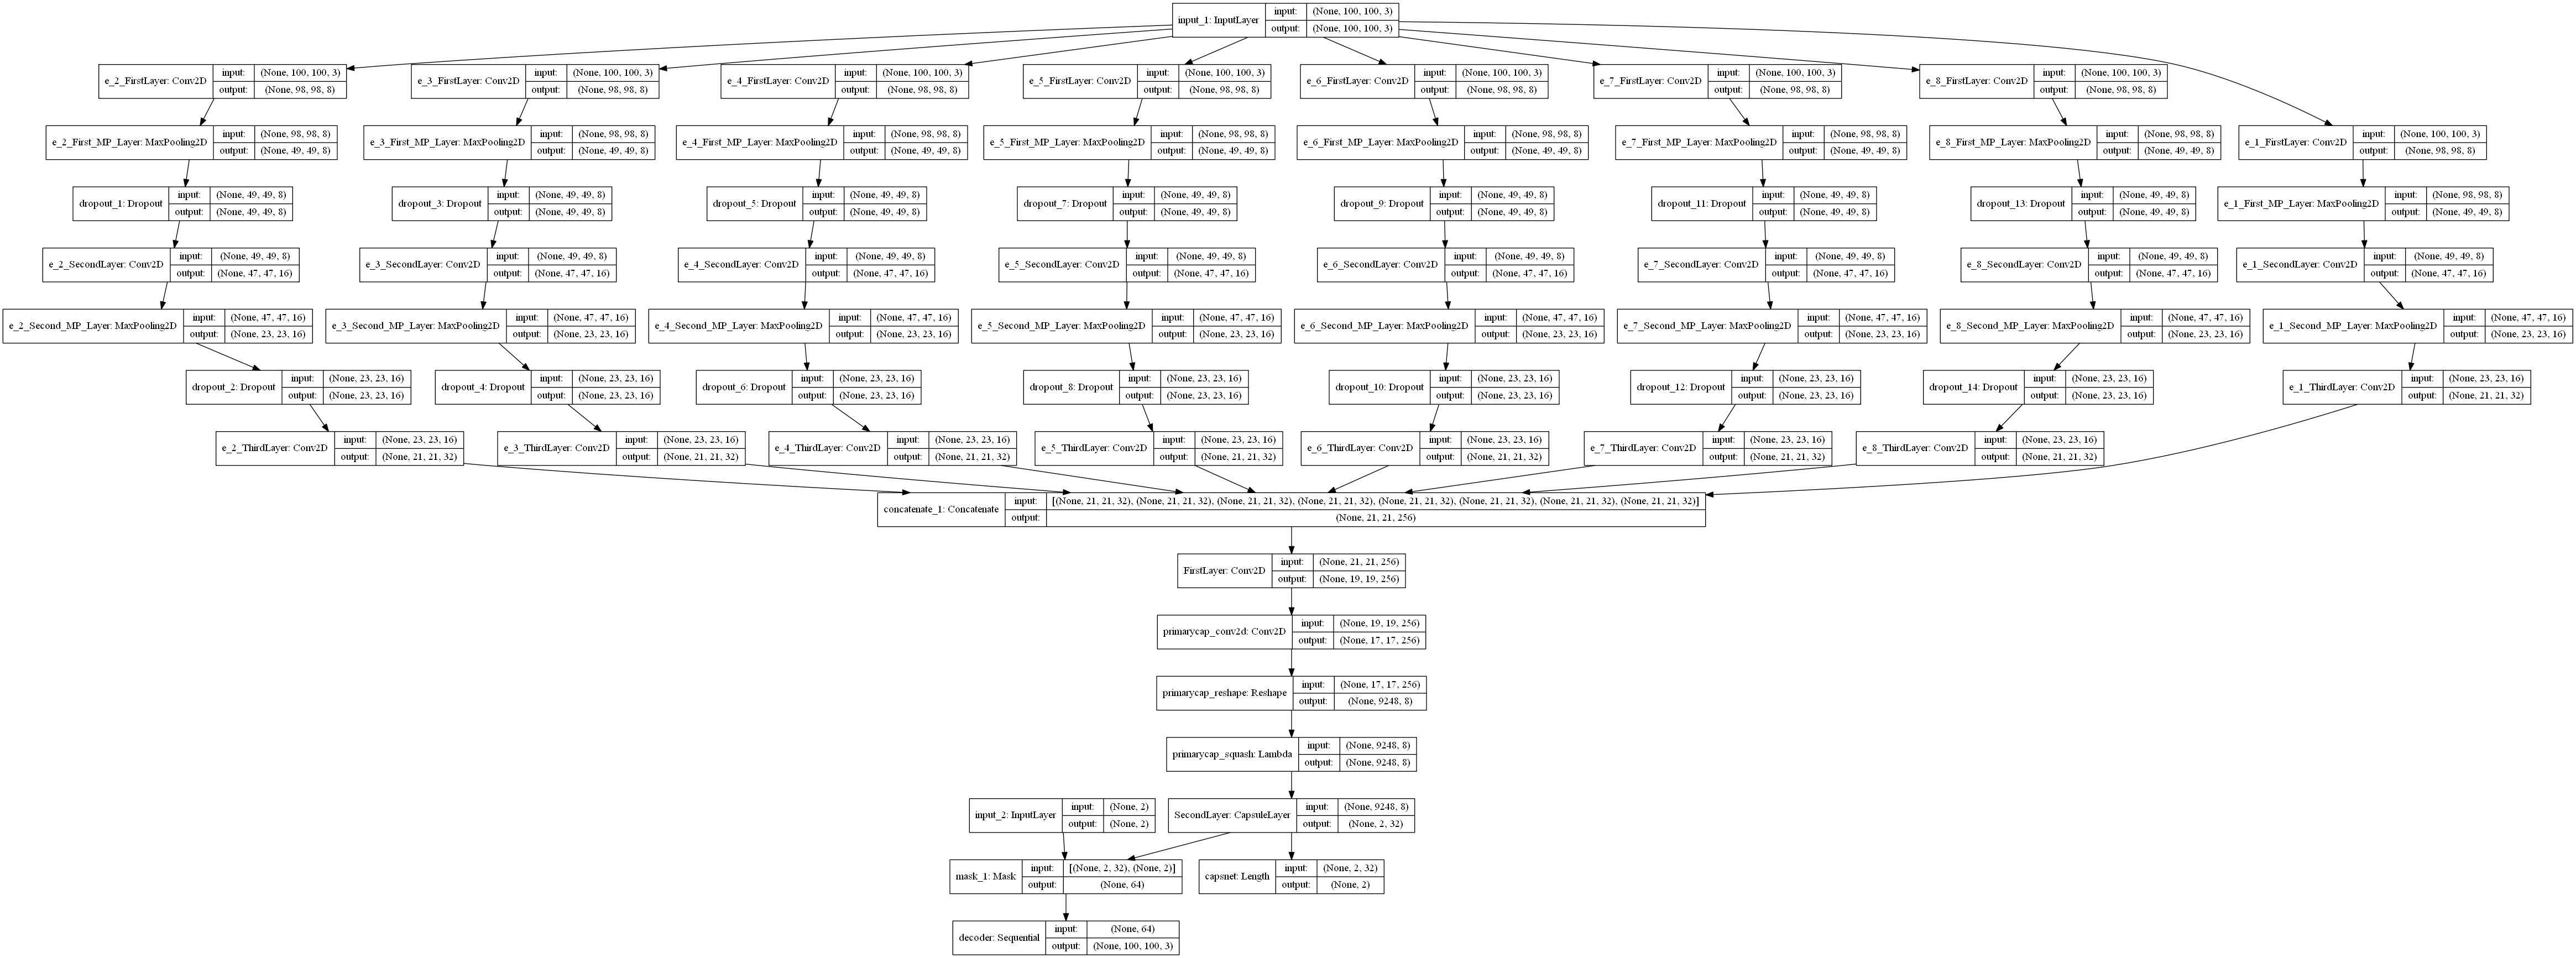 input_1: InputLayer input: (None, 100, 100, 3)
output: (None, 100, 100, 3)
e_2_FirstLayer: Conv2D input: (None, 100, 100, 3) output: (None, 98, 98, 8)
e_3_FirstLayer: Conv2D input: (None, 100, 100, 3) output: (None, 98, 98, 8)
e_4_FirstLayer: Conv2D input: (None, 100, 100, 3) output: (None, 98, 98, 8)
e_5_FirstLayer: Conv2D input: (None, 100, 100, 3) output: (None, 98, 98, 8)
e_6_FirstLayer: Conv2D input: (None, 100, 100, 3) output: (None, 98, 98, 8)
e_7_FirstLayer: Conv2D input: (None, 100, 100, 3) output: (None, 98, 98, 8)
e_8_FirstLayer: Conv2D input: (None, 100, 100, 3) output: (None, 98, 98, 8)
e_2_First_MP_Layer: MaxPooling2D input: (None, 98, 98, 8) output: (None, 49, 49, 8)
e_3_First_MP_Layer: MaxPooling2D input: (None, 98, 98, 8) output: (None, 49, 49, 8)
e_4_First_MP_Layer: MaxPooling2D input: (None, 98, 98, 8) output: (None, 49, 49, 8)
e_5_First_MP_Layer: MaxPooling2D input: (None, 98, 98, 8) output: (None, 49, 49, 8)
e_6_First_MP_Layer: MaxPooling2D input: (None, 98, 98, 8) output: (None, 49, 49, 8)
e_7_First_MP_Layer: MaxPooling2D input: (None, 98, 98, 8) output: (None, 49, 49, 8)
e_8_First_MP_Layer: MaxPooling2D input: (None, 98, 98, 8) output: (None, 49, 49, 8)
e_1_FirstLayer: Conv2D input: (None, 100, 100, 3) output: (None, 98, 98, 8)
dropout_1: Dropout input: (None, 49, 49, 8) output: (None, 49, 49, 8)
dropout_3: Dropout input: (None, 49, 49, 8) output: (None, 49, 49, 8)
dropout_5: Dropout input: (None, 49, 49, 8) output: (None, 49, 49, 8)
dropout_7: Dropout input: (None, 49, 49, 8) output: (None, 49, 49, 8)
dropout_9: Dropout input: (None, 49, 49, 8) output: (None, 49, 49, 8)
dropout_11: Dropout input: (None, 49, 49, 8) output: (None, 49, 49, 8)
dropout_13: Dropout input: (None, 49, 49, 8) output: (None, 49, 49, 8)
e_1_First_MP_Layer: MaxPooling2D input: (None, 98, 98, 8) output: (None, 49, 49, 8)
e_2_SecondLayer: Conv2D input: (None, 49, 49, 8) output: (None, 47, 47, 16)
e_3_SecondLayer: Conv2D input: (None, 49, 49, 8) output: (None, 47, 47, 16)
e_4_SecondLayer: Conv2D input: (None, 49, 49, 8) output: (None, 47, 47, 16)
e_5_SecondLayer: Conv2D input: (None, 49, 49, 8) output: (None, 47, 47, 16)
e_6_SecondLayer: Conv2D input: (None, 49, 49, 8) output: (None, 47, 47, 16)
e_7_SecondLayer: Conv2D input: (None, 49, 49, 8) output: (None, 47, 47, 16)
e_8_SecondLayer: Conv2D input: (None, 49, 49, 8) output: (None, 47, 47, 16)
e_1_SecondLayer: Conv2D input: (None, 49, 49, 8) output: (None, 47, 47, 16)
e_2_Second_MP_Layer: MaxPooling2D input: (None, 47, 47, 16) output: (None, 23, 23, 16)
e_3_Second_MP_Layer: MaxPooling2D input: (None, 47, 47, 16) output: (None, 23, 23, 16)
e_4_Second_MP_Layer: MaxPooling2D input: (None, 47, 47, 16) output: (None, 23, 23, 16)
e_5_Second_MP_Layer: MaxPooling2D input: (None, 47, 47, 16) output: (None, 23, 23, 16)
e_6_Second_MP_Layer: MaxPooling2D input: (None, 47, 47, 16) output: (None, 23, 23, 16)
e_7_Second_MP_Layer: MaxPooling2D input: (None, 47, 47, 16) output: (None, 23, 23, 16)
e_8_Second_MP_Layer: MaxPooling2D input: (None, 47, 47, 16) output: (None, 23, 23, 16)
e_1_Second_MP_Layer: MaxPooling2D input: (None, 47, 47, 16) output: (None, 23, 23, 16)
dropout_2: Dropout input: (None, 23, 23, 16) output: (None, 23, 23, 16)
dropout_4: Dropout input: (None, 23, 23, 16) output: (None, 23, 23, 16)
dropout_6: Dropout input: (None, 23, 23, 16) output: (None, 23, 23, 16)
dropout_8: Dropout input: (None, 23, 23, 16) output: (None, 23, 23, 16)
dropout_10: Dropout input: (None, 23, 23, 16) output: (None, 23, 23, 16)
dropout_12: Dropout input: (None, 23, 23, 16) output: (None, 23, 23, 16)
dropout_14: Dropout input: (None, 23, 23, 16) output: (None, 23, 23, 16)
e_1_ThirdLayer: Conv2D input: (None, 23, 23, 16) output: (None, 21, 21, 32)
e_2_ThirdLayer: Conv2D input: (None, 23, 23, 16) output: (None, 21, 21, 32)
e_3_ThirdLayer: Conv2D input: (None, 23, 23, 16) output: (None, 21, 21, 32)
e_4_ThirdLayer: Conv2D input: (None, 23, 23, 16) output: (None, 21, 21, 32)
e_5_ThirdLayer: Conv2D input: (None, 23, 23, 16) output: (None, 21, 21, 32)
e_6_ThirdLayer: Conv2D input: (None, 23, 23, 16) output: (None, 21, 21, 32)
e_7_ThirdLayer: Conv2D input: (None, 23, 23, 16) output: (None, 21, 21, 32)
e_8_ThirdLayer: Conv2D input: (None, 23, 23, 16) output: (None, 21, 21, 32)
concatenate_1: Concatenate input: [(None, 21, 21, 32), (None, 21, 21, 32), (None, 21, 21, 32), (None, 21, 21, 32), (None, 21, 21, 32), (None, 21, 21, 32), (None, 21, 21, 32), (None, 21, 21, 32)]
output: (None, 21, 21, 256)
FirstLayer: Conv2D input: (None, 21, 21, 256)
output: (None, 19, 19, 256)
primarycap_conv2d: Conv2D input: (None, 19, 19, 256)
output: (None, 17, 17, 256)
primarycap_reshape: Reshape input: (None, 17, 17, 256)
output: (None, 9248, 8)
primarycap_squash: Lambda input: (None, 9248, 8)
output: (None, 9248, 8)
input_2: InputLayer input: (None, 2) output: (None, 2)
SecondLayer: CapsuleLayer input: (None, 9248, 8) output: (None, 2, 32)
mask_1: Mask input: [(None, 2, 32), (None, 2)] output: (None, 64)
capsnet: Length input: (None, 2, 32) output: (None, 2)
decoder: Sequential input: (None, 64)
output: (None, 100, 100, 3)